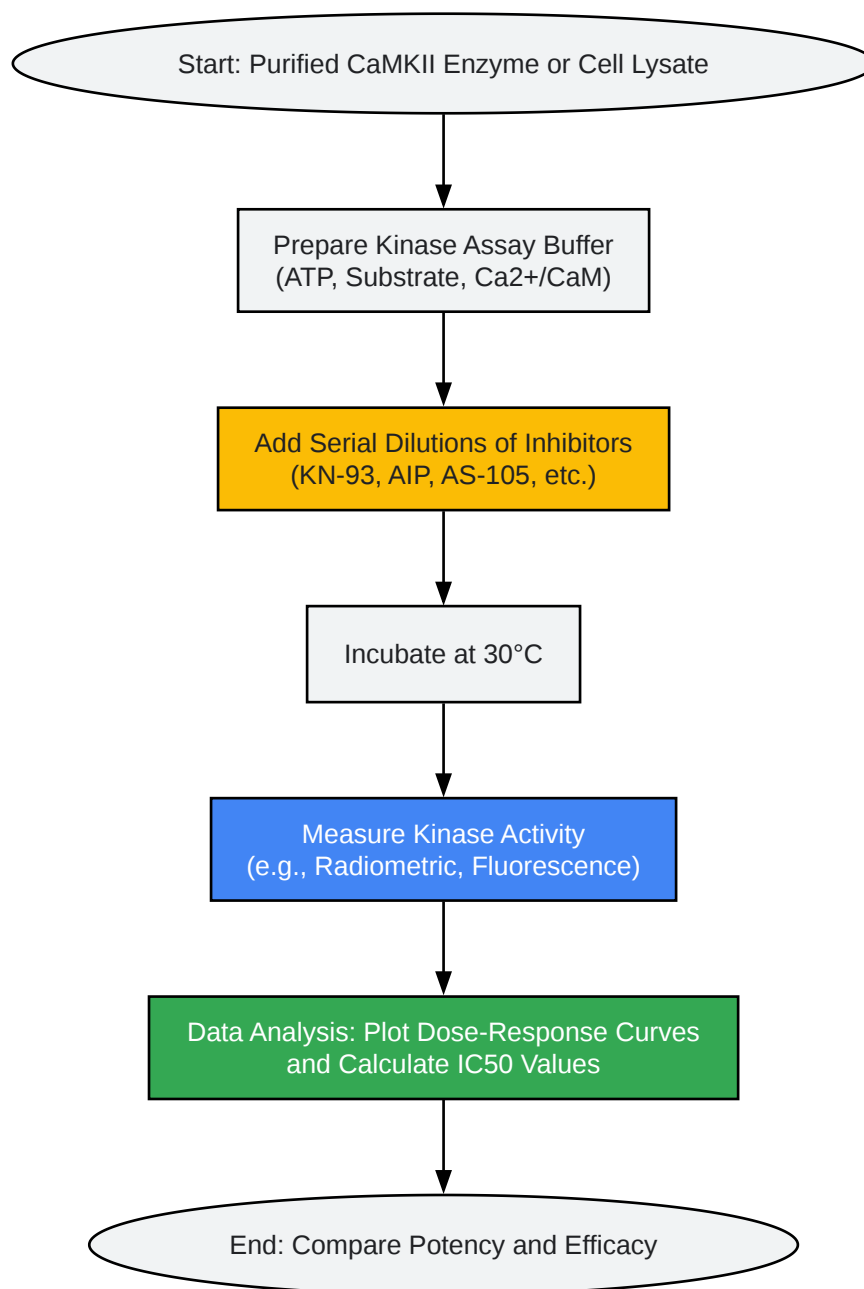 Start: Purified CaMKII Enzyme or Cell Lysate
Prepare Kinase Assay Buffer
(ATP, Substrate, Ca2+/CaM)
Add Serial Dilutions of Inhibitors
(KN-93, AIP, AS-105, etc.)
Incubate at 30°C
Measure Kinase Activity
(e.g., Radiometric, Fluorescence)
Data Analysis: Plot Dose-Response Curves
and Calculate IC50 Values
End: Compare Potency and Efficacy